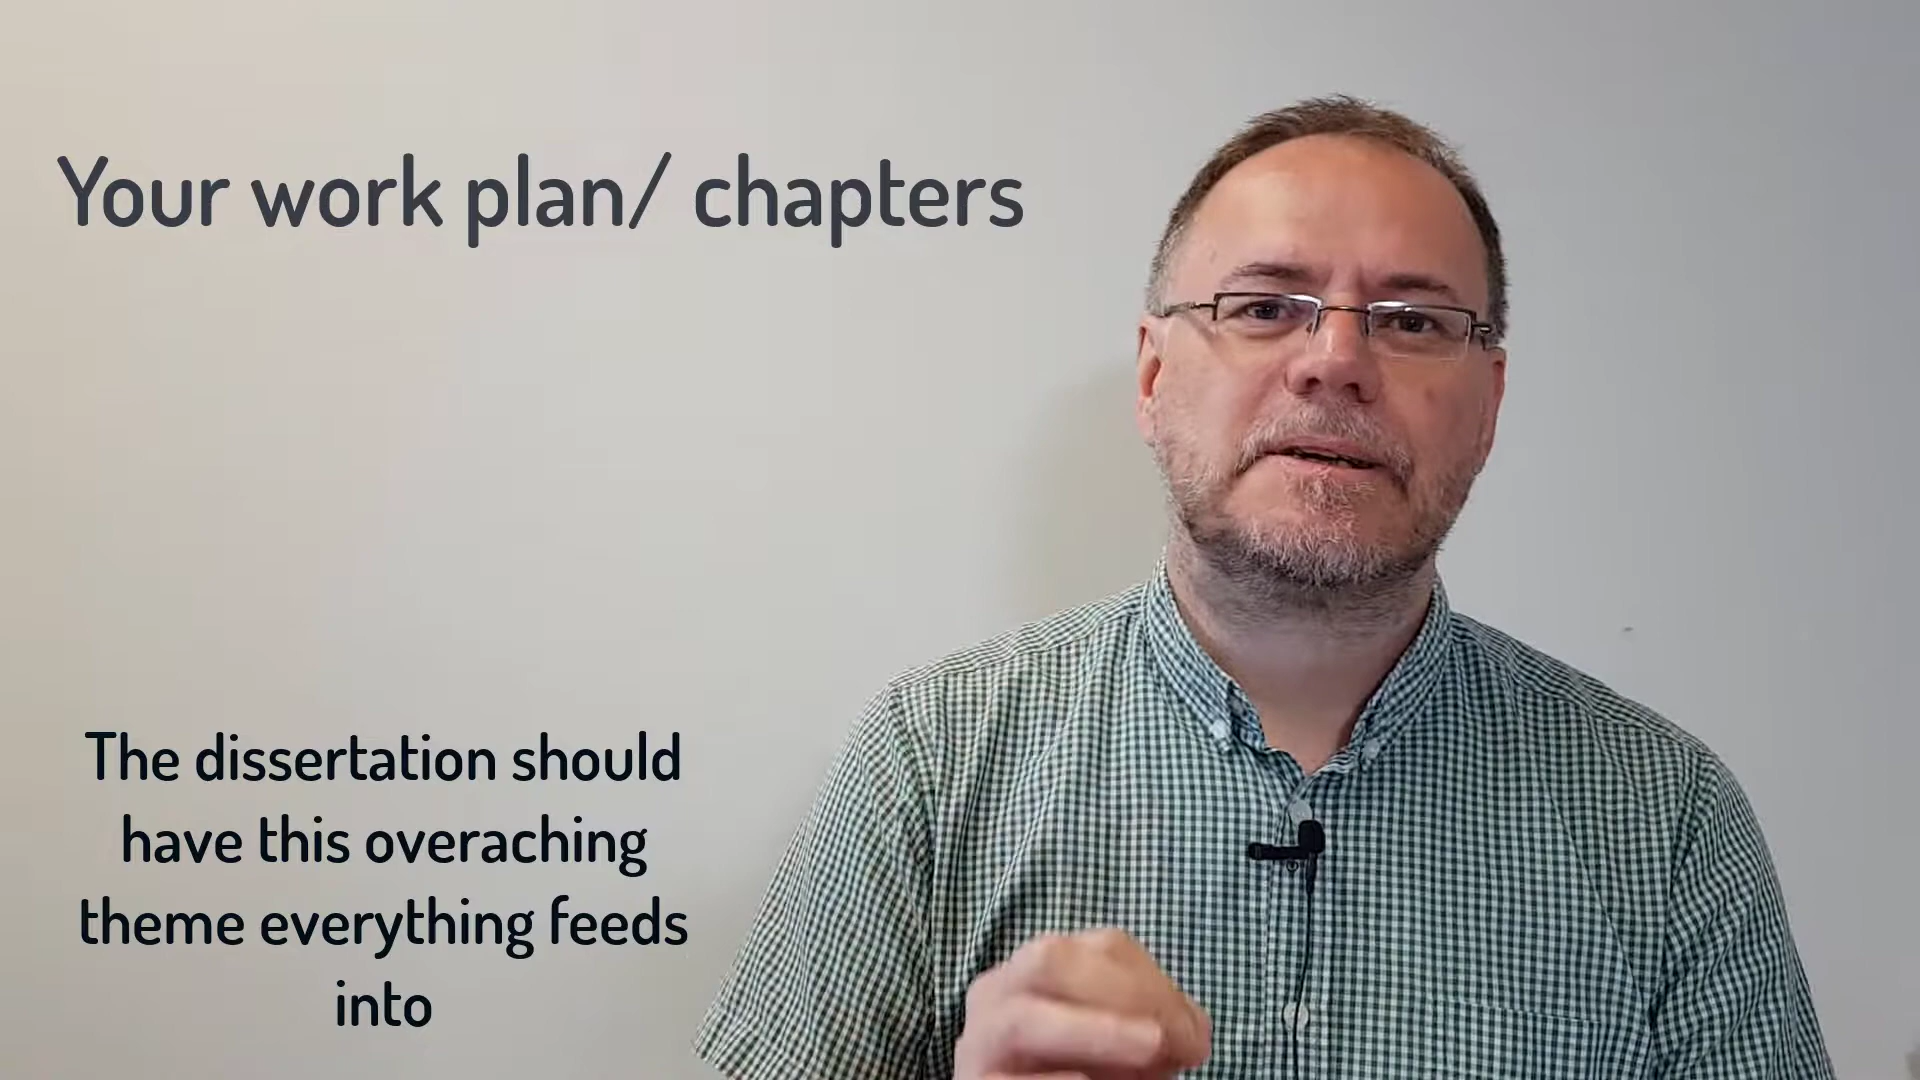 Your work plan/ chapters
The dissertation should
have this overaching
theme everything feeds
into